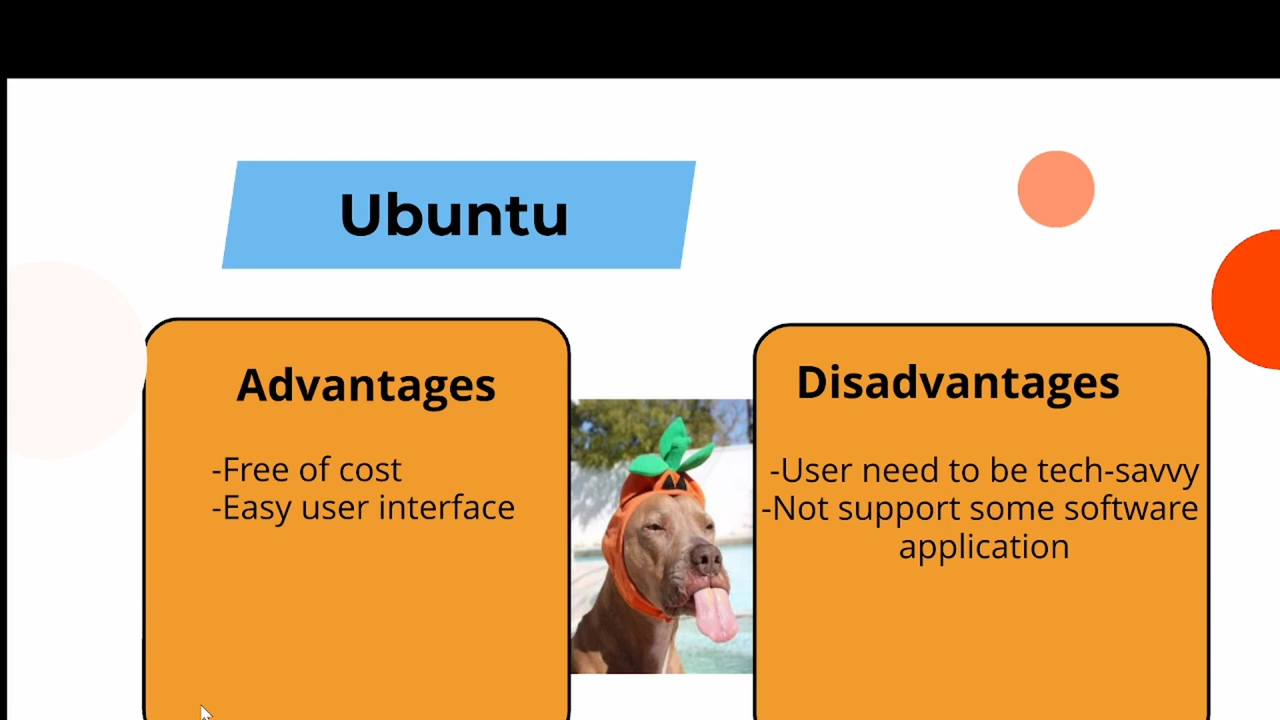 Ubuntu
Advantages
-Free of cost
-Easy user interface
Disadvantages
-User need to be tech-savvy
-Not support some software
application